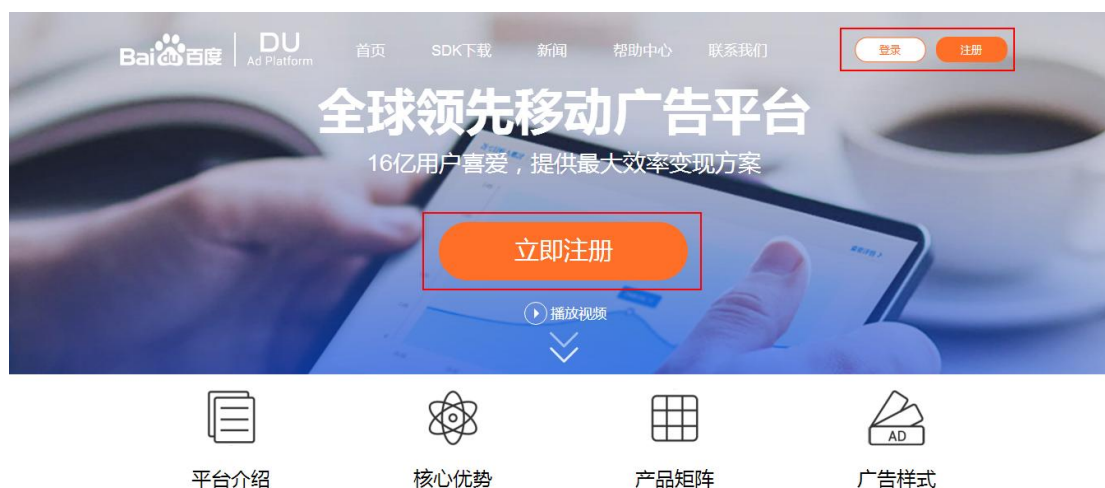 Bai du 百度
DU
Ad Platform
首页
SDK下载
新闻
帮助中心
联系我们
登录
注册
全球领先移动广告平台
16亿用户喜爱，提供最大效率变现方案
立即注册
播放视频
AD
平台介绍
核心优势
产品矩阵
广告样式